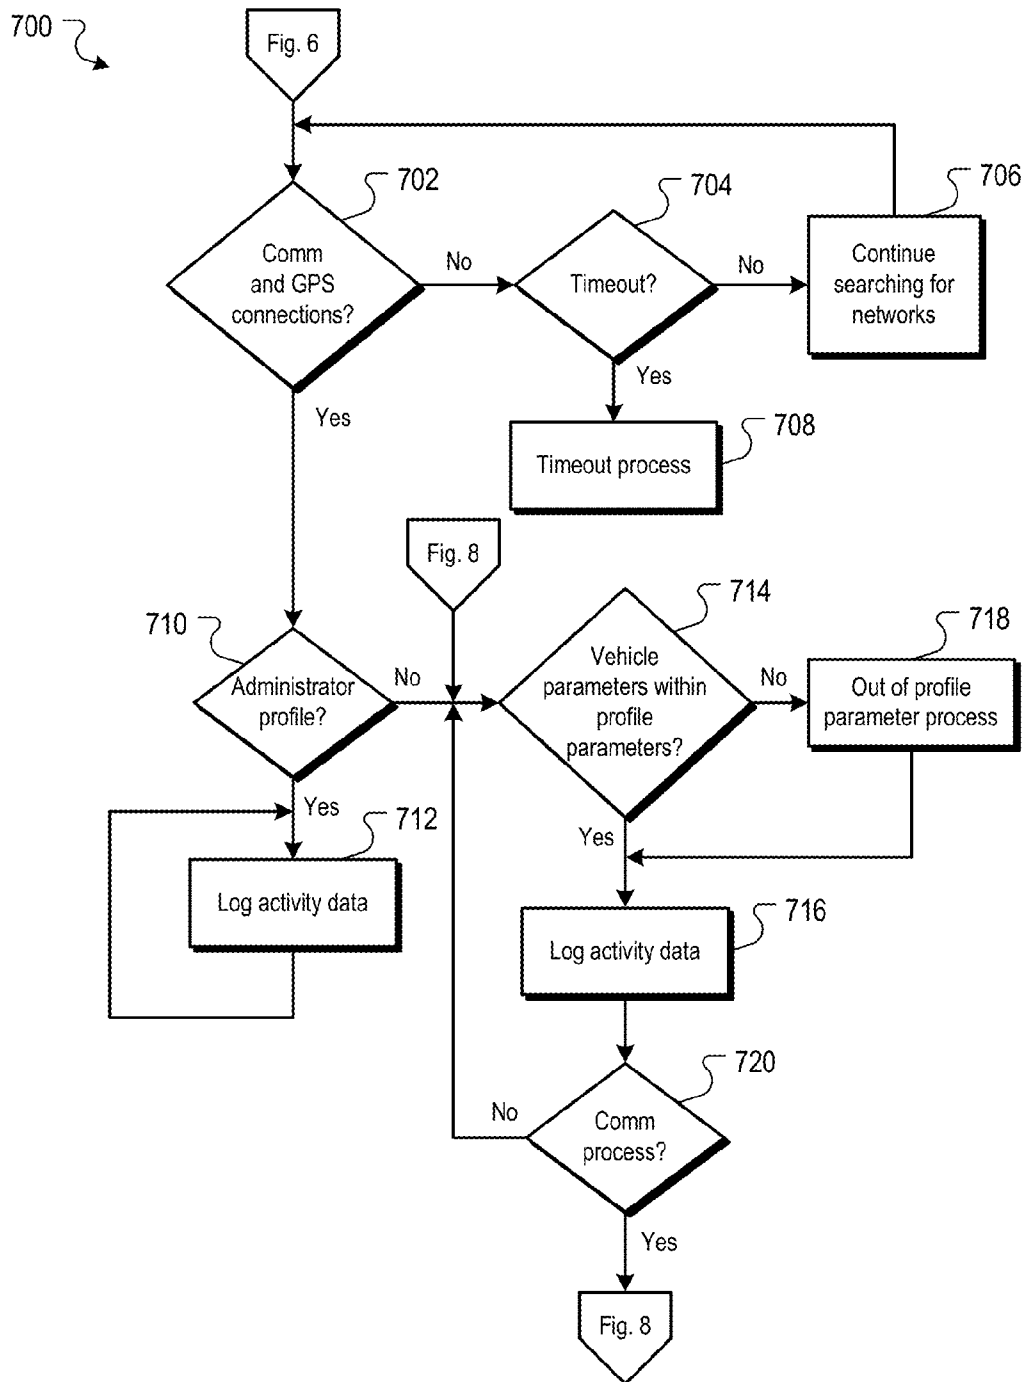 700
Fig. 6
702
704
706
Comm
and GPS
connections?
No
Timeout?
No
Continue
searching for
networks
Yes
Yes
708
Timeout process
Fig. 8
710
714
718
Administrator
profile?
No
Vehicle
parameters within
profile
parameters?
No
Out of profile
parameter process
Yes
712
Yes
Log activity data
716
Log activity data
720
No
Comm
process?
Yes
Fig. 8